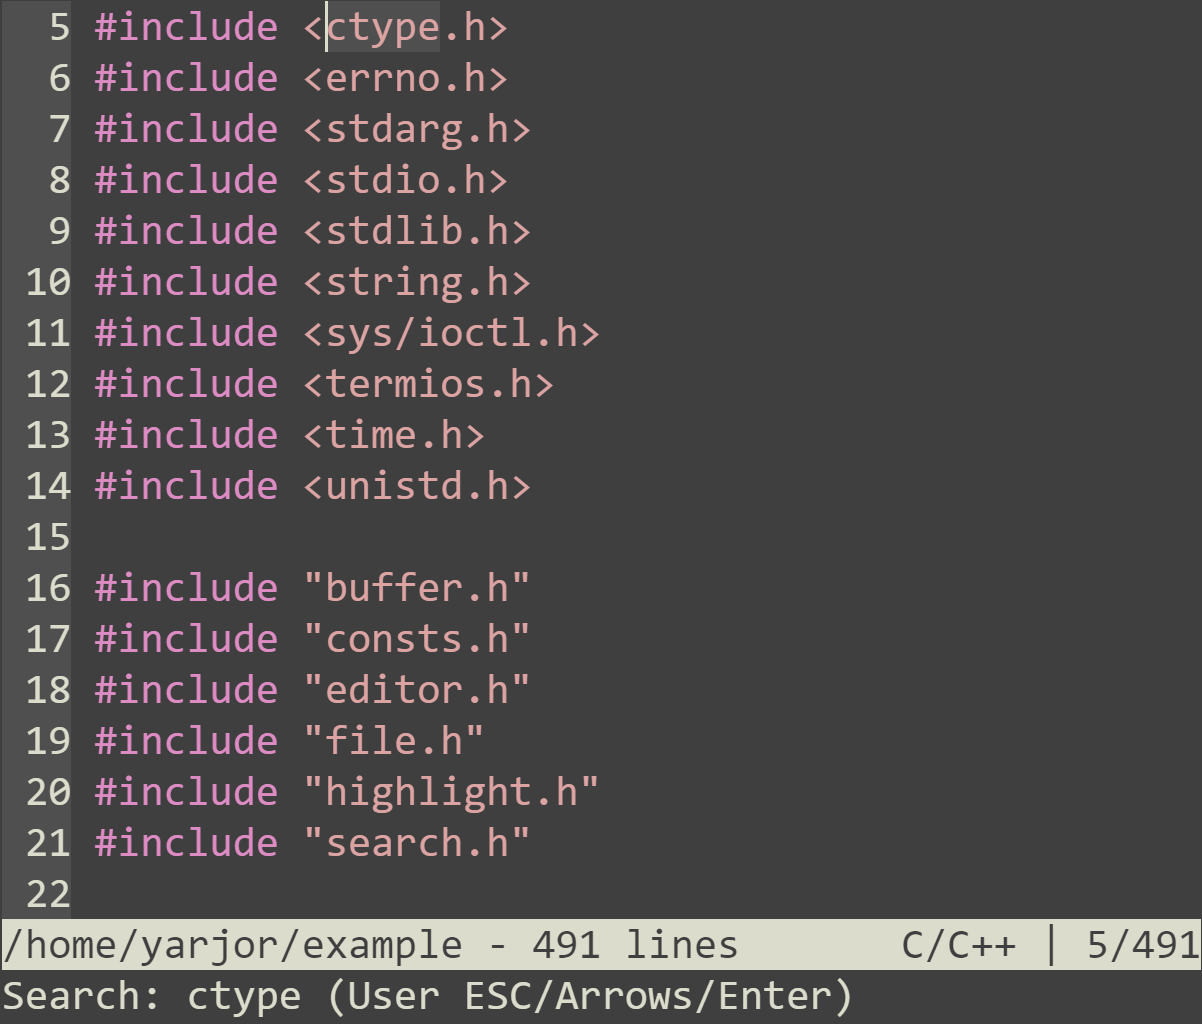 5 #include <ctype.h>
6 #include <errno.h>
7 #include <stdarg.h>
8 #include <stdio.h>
9 #include <stdlib.h>
10 #include <string.h>
11 #include <sys/ioctl.h>
12 #include <termios.h>
13 #include <time.h>
14 #include <unistd.h>
15
16 #include "buffer.h"
17 #include "consts.h"
18 #include "editor.h"
19 #include "file.h"
20 #include "highlight.h"
21 #include "search.h"
22
/home/yarjor/example - 491 lines C/C++ | 5/491
Search: ctype (User ESC/Arrows/Enter)